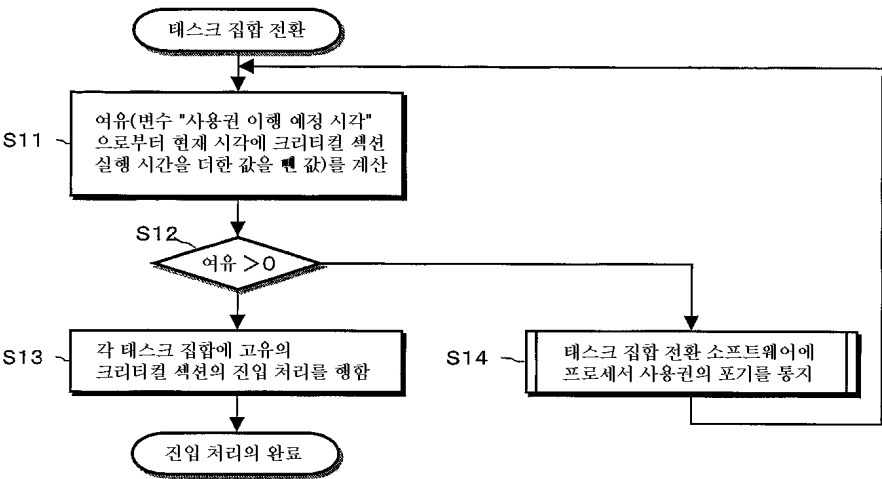 태스크 집합 전환
S11
여유(변수 "사용권 이행 예정 시각"
으로부터 현재 시각에 크리티컬 섹션
실행 시간을 더한 값을 뺀 값)를 계산
S12
여유 >0
S13
각 태스크 집합에 고유의
크리티컬 섹션의 진입 처리를 행함
S14
태스크 집합 전환 소프트웨어에
프로세서 사용권의 포기를 통지
진입 처리의 완료